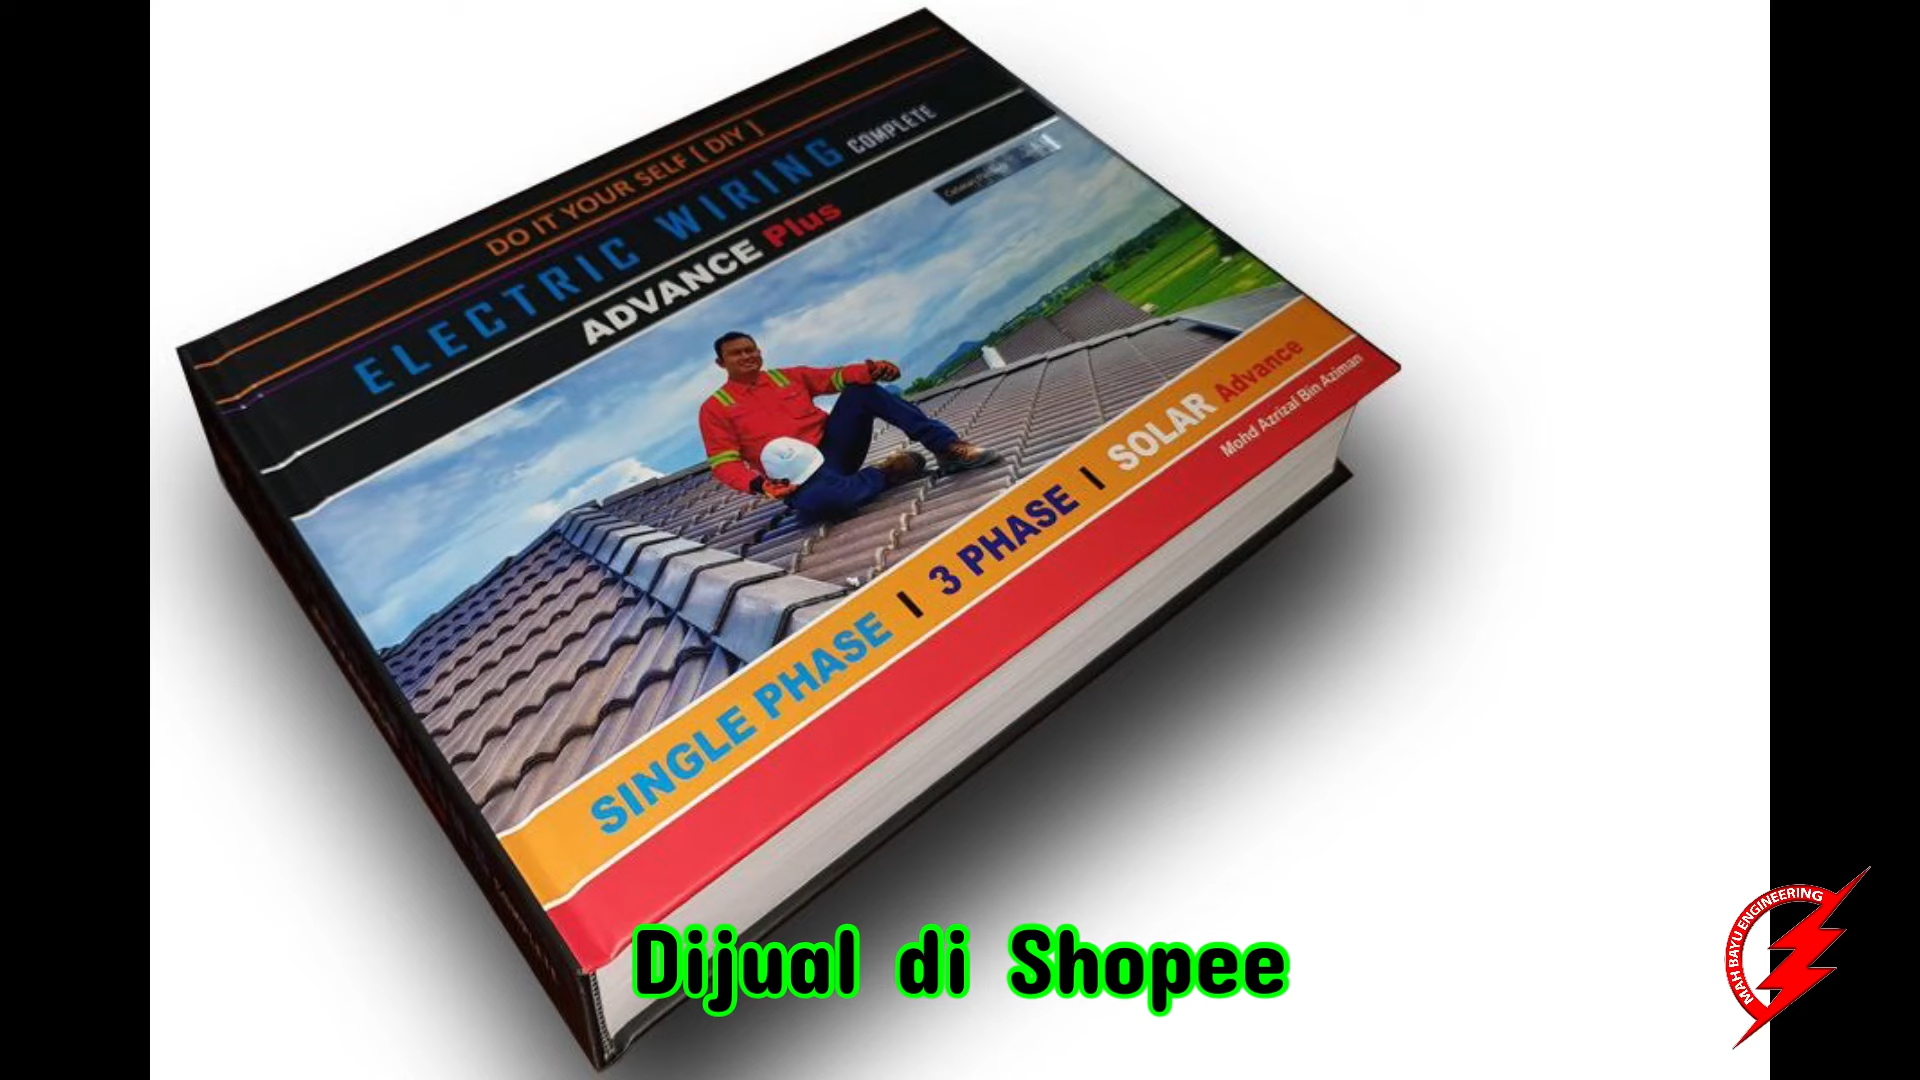 DO IT YOUR SELF [ DIY ]
ELECTRIC WIRING COMPLETE
ADVANCE Plus
SINGLE PHASE I 3 PHASE I SOLAR Advance
Mohd Azrizal Bin Aziman
Dijual di Shopee
MAH BAYU ENGINEERING